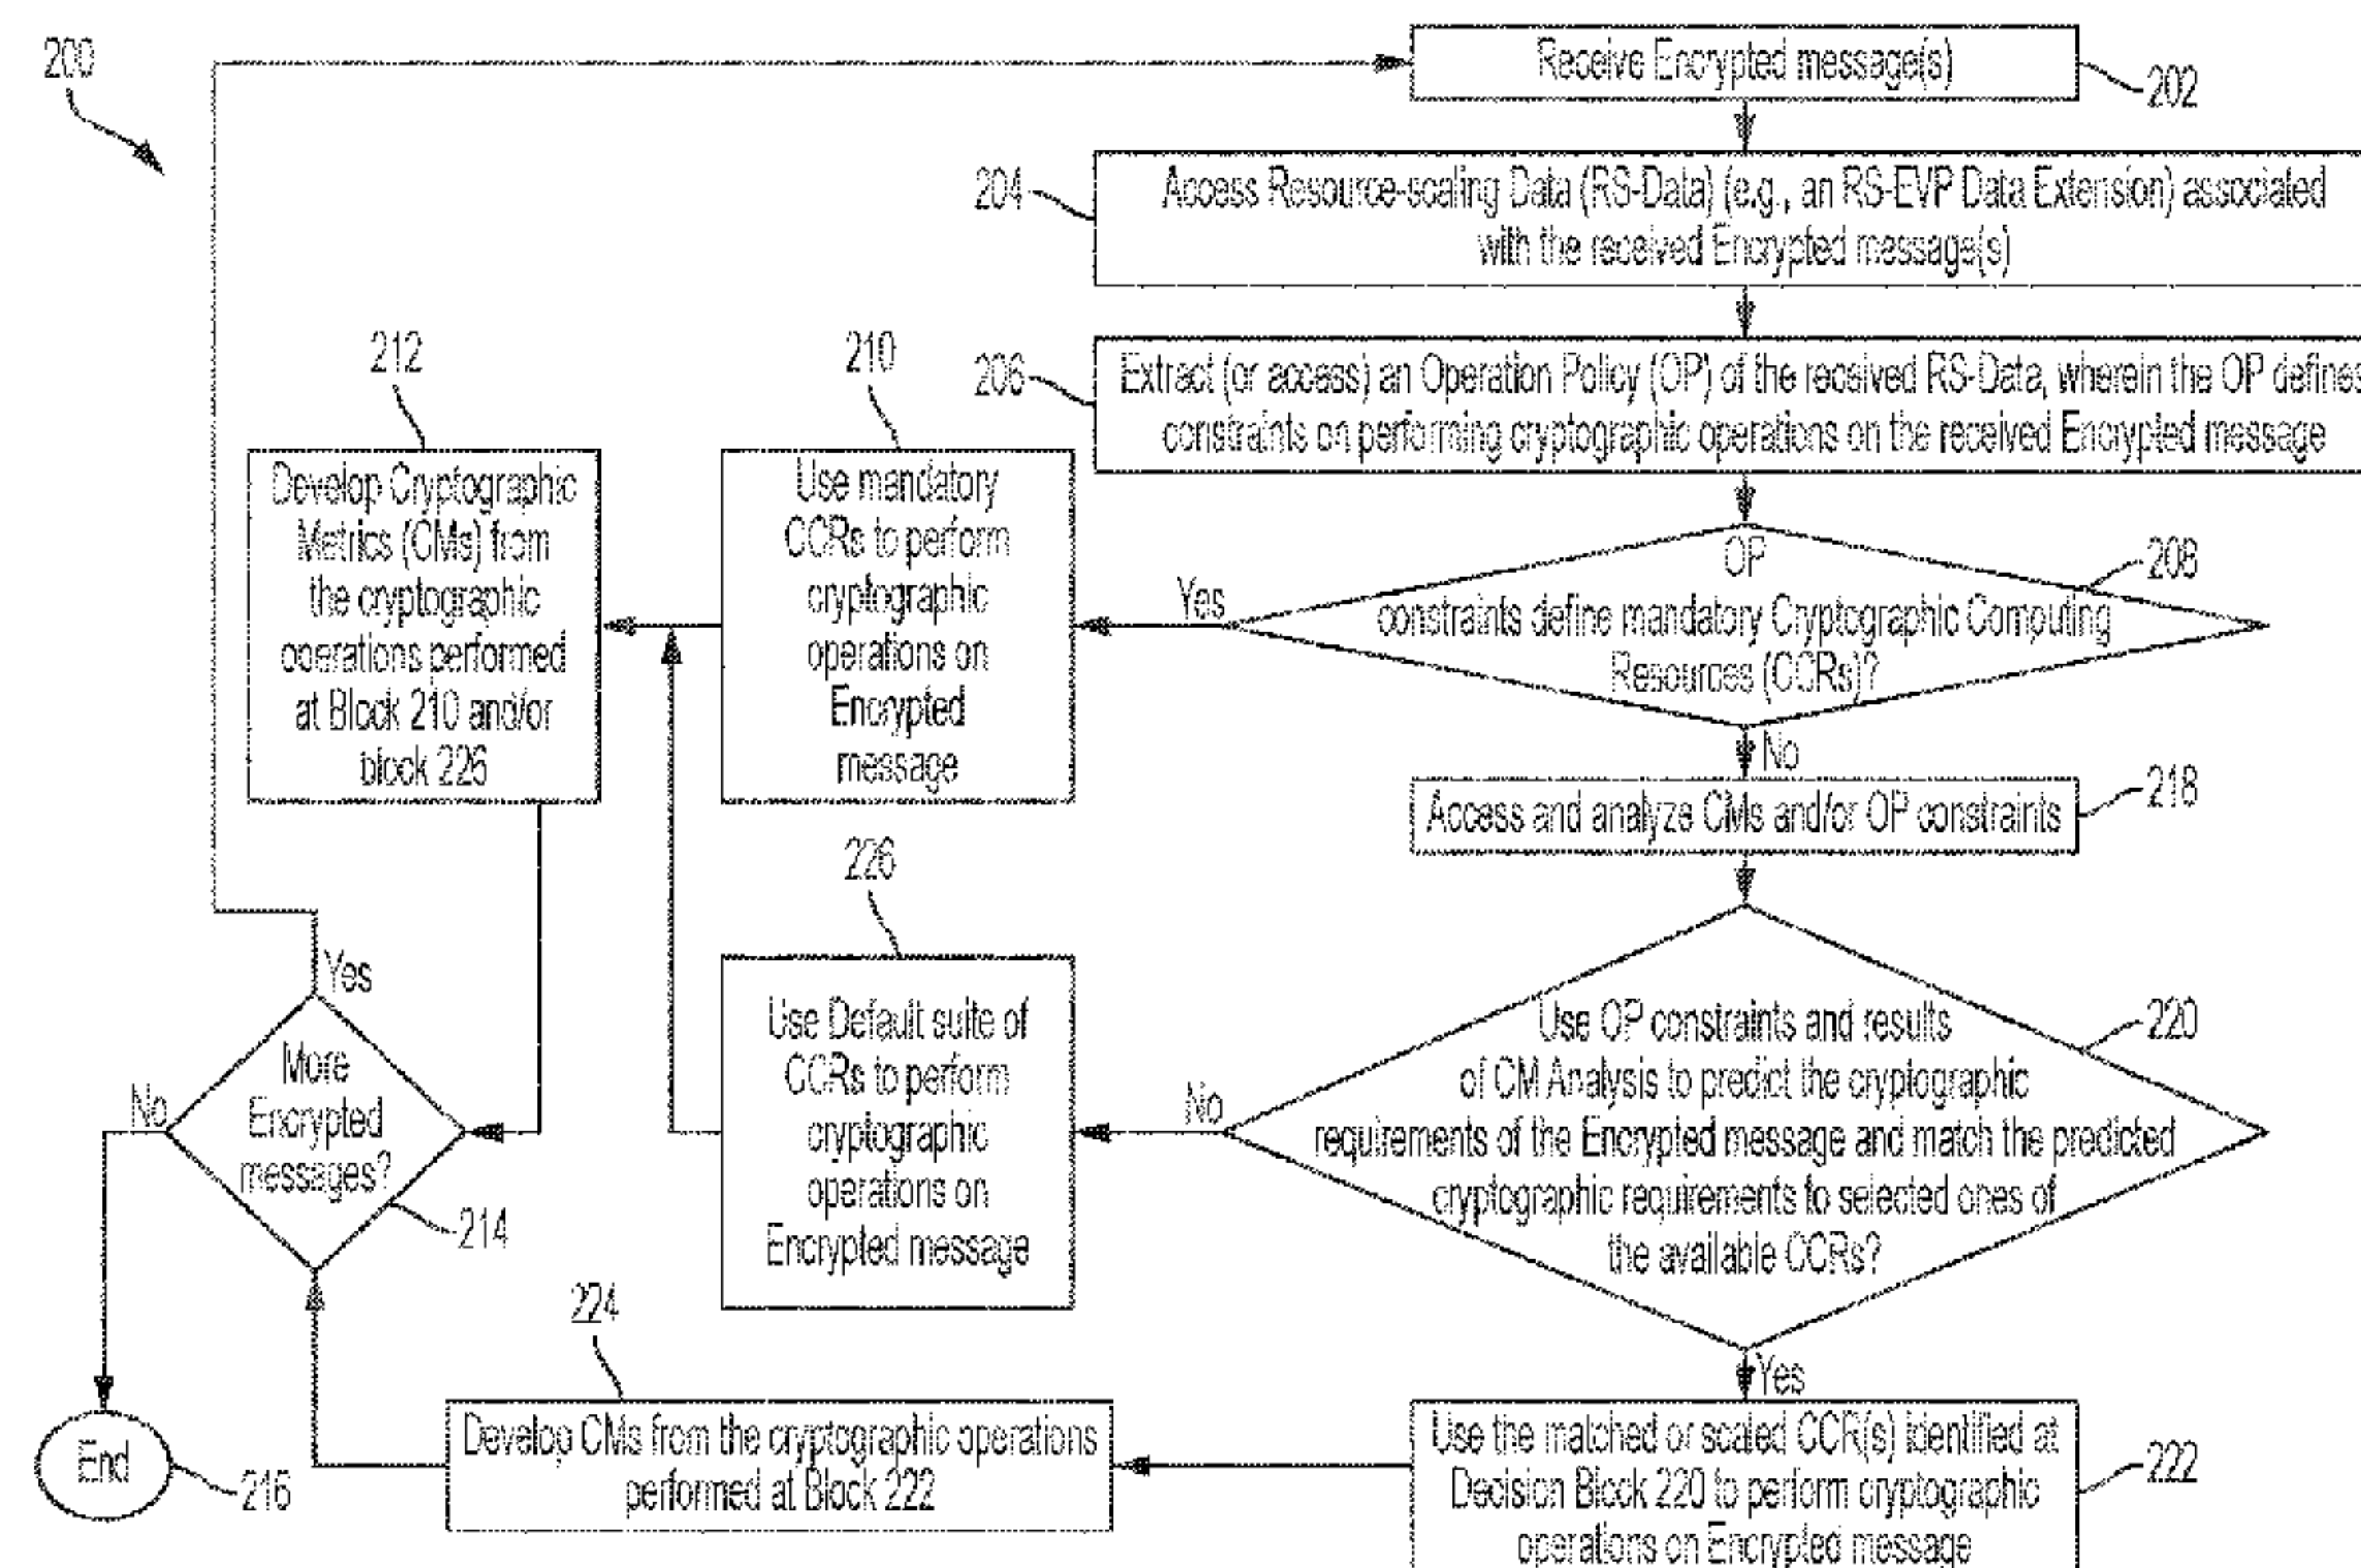 200
Receive Encrypted message(s)
202
204
Access Resource-scaling Data (RS-Data) (e.g., an RS-EVP Data Extension) associated
with the received Encrypted message(s)
206
Extract (or access) an Operation Policy (OP) of the received RS-Data, wherein the OP defines
constraints on performing cryptographic operations on the received Encrypted message
OP
constraints define mandatory Cryptographic Computing
Resources (CCRs)?
208
Yes
No
210
Use mandatory
CCRs to perform
cryptographic
operations on
Encrypted
message
212
Develop Cryptographic
Metrics (CMs) from
the cryptographic
operations performed
at Block 210 and/or
block 226
Access and analyze CMs and/or OP constraints
218
Use OP constraints and results
of CM Analysis to predict the cryptographic
requirements of the Encrypted message and match the predicted
cryptographic requirements to selected ones of
the available CCRs?
220
No
Yes
226
Use Default suite of
CCRs to perform
cryptographic
operations on
Encrypted message
Yes
More
Encrypted
messages?
No
214
End
216
224
Develop CMs from the cryptographic operations
performed at Block 222
Use the matched or scaled CCR(s) identified at
Decision Block 220 to perform cryptographic
operations on Encrypted message
222